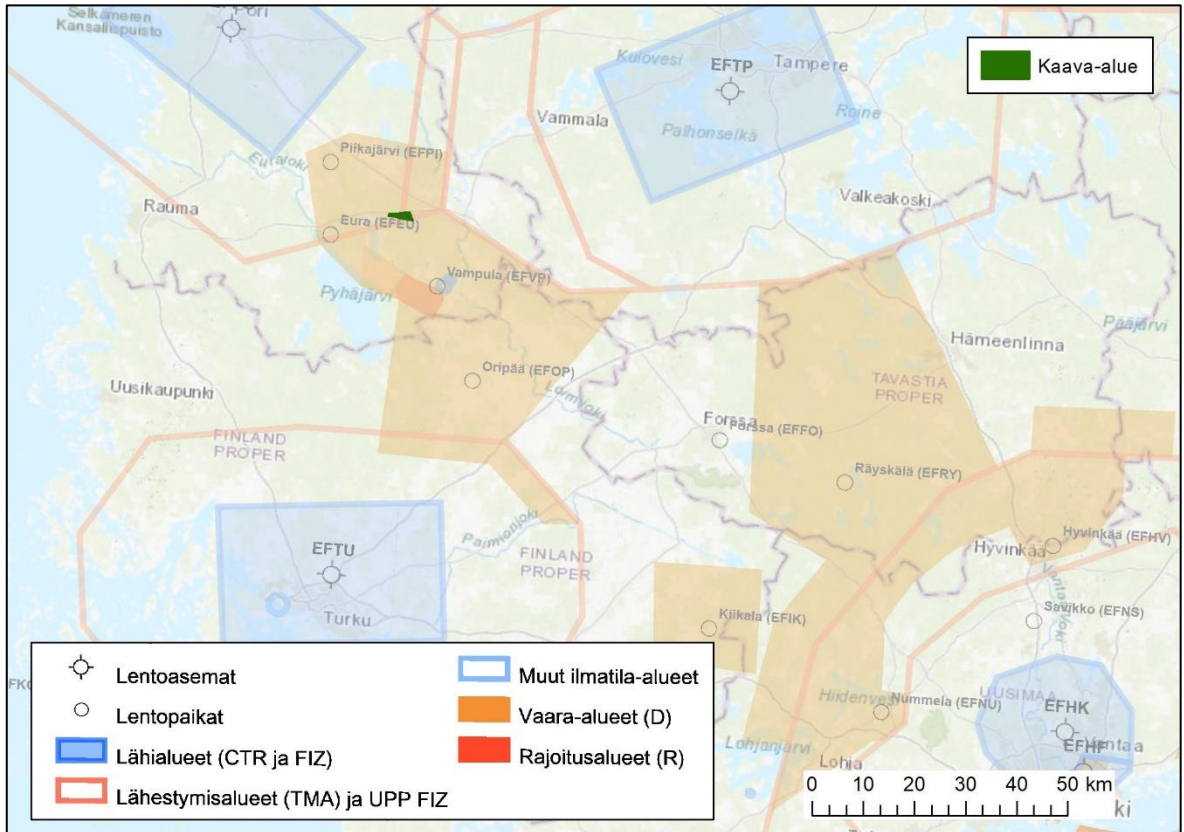 Selkämeren
Kansallispuisto
Pori
Kaava-alue
Kulovesi
EFTP
Tampere
Roine
Vammala
Palhonselkä
Piikajärvi (EFPI)
Eurajoki
Valkeakoski
Rauma
Eura (EFEU)
Vampula (EFVP)
Pyhäjärvi
Pääjärvi
Hämeenlinna
Oripää (EFOP)
TAVASTIA
PROPER
Uusikaupunki
Loimijoki
Forssa
Forssa (EFFO)
FINLAND
PROPER
Räyskälä (EFRY)
Paimionjoki
EFTU
FINLAND
PROPER
Hyvinkää (EFHV)
Hyvinkää
Vantaanjoki
Turku
Kiikala (EFIK)
Savikko (EFNS)
Hiidenvesi
Nummela (EFNU)
UUSIMAA
EFHK
EFHF
Vantaa
Lohjanjärvi
Lohja
Lentoasemat
Lentopaikat
Lähialueet (CTR ja FIZ)
Lähestymisalueet (TMA) ja UPP FIZ
Muut ilmatila-alueet
Vaara-alueet (D)
Rajoitusalueet (R)
0 10 20 30 40 50 km
ki